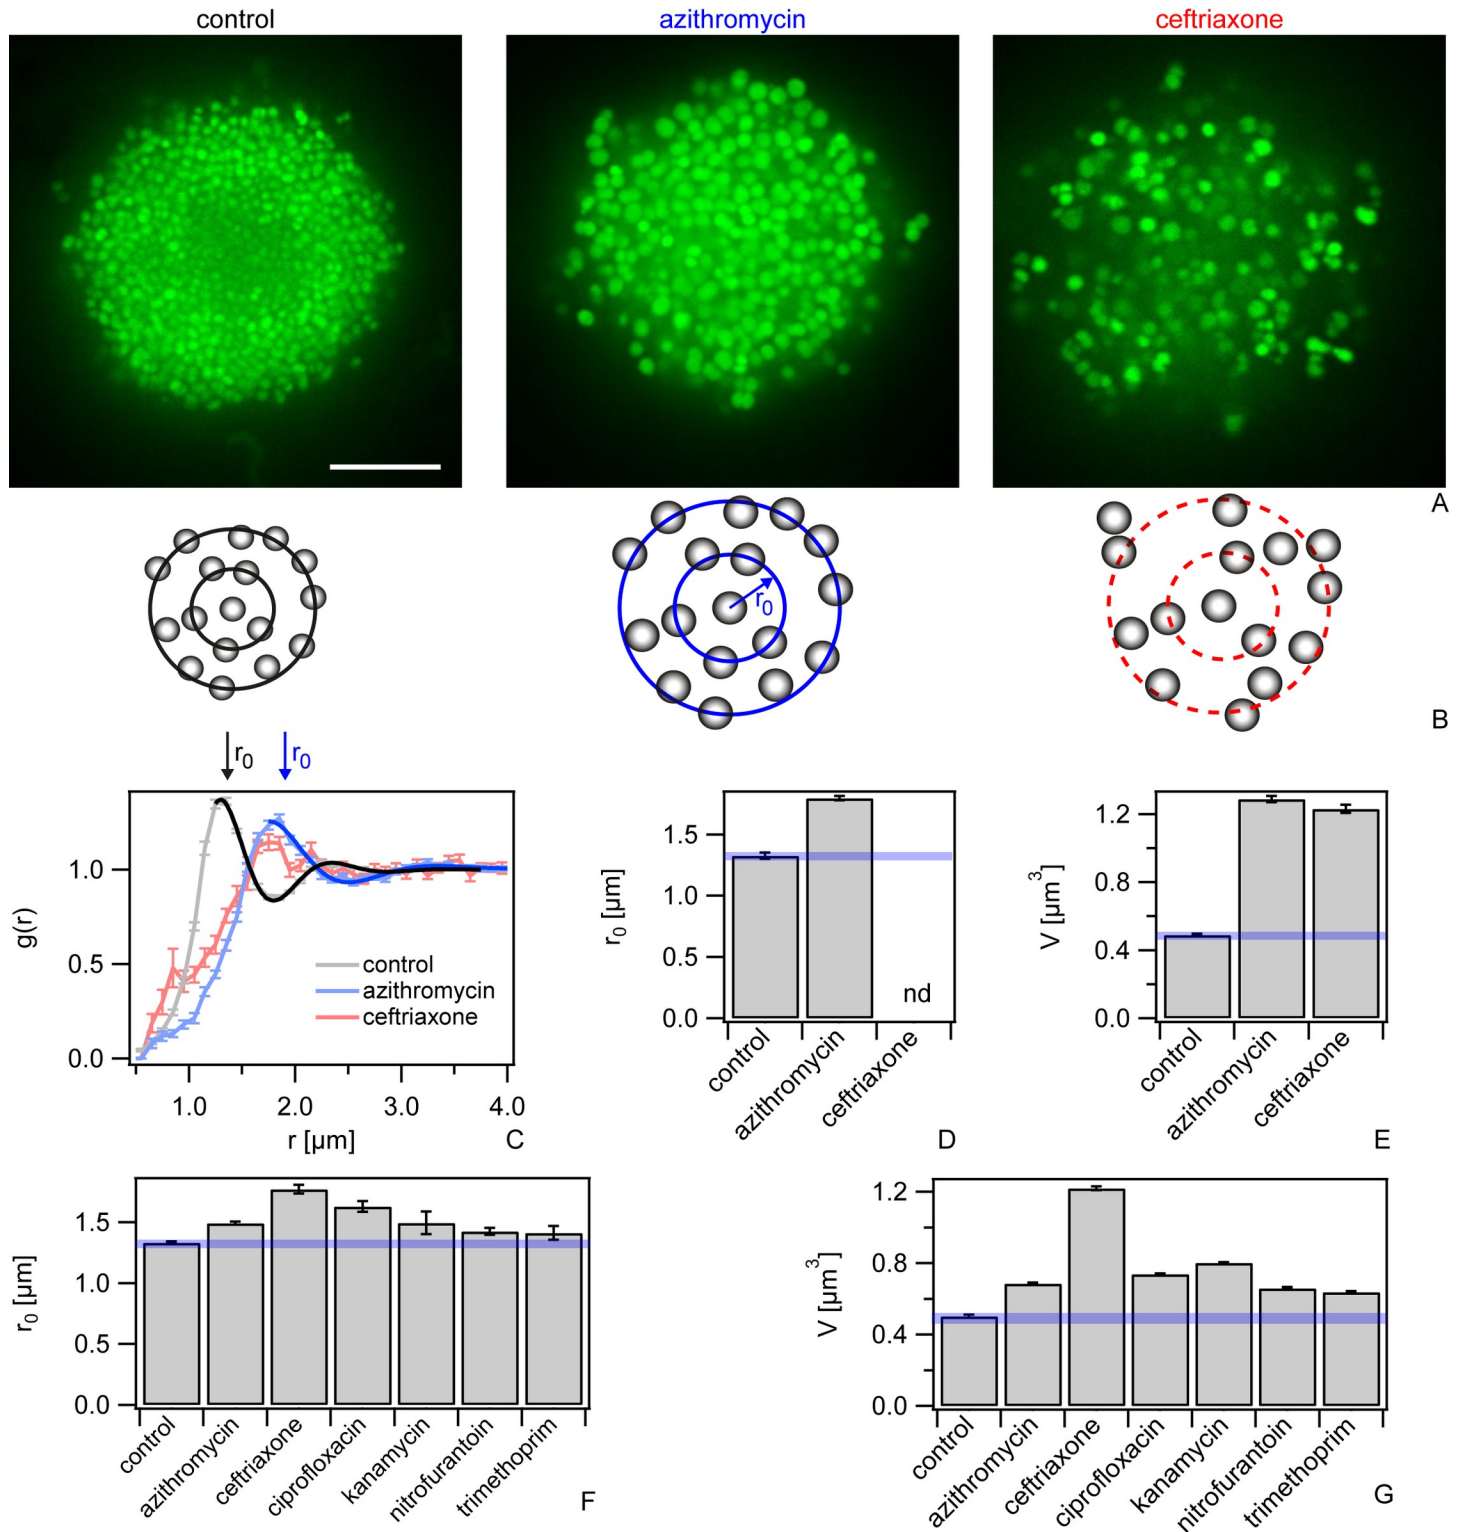 control
azithromycin
ceftriaxone
A
r0
B
r0
r0
g(r)
1.0
0.5
0.0
control
azithromycin
ceftriaxone
1.0
2.0
3.0
4.0
r [µm]
C
r0 [µm]
1.5
1.0
0.5
0.0
nd
control
azithromycin
ceftriaxone
D
V [µm3]
1.2
0.8
0.4
0.0
control
azithromycin
ceftriaxone
E
r0 [µm]
1.5
1.0
0.5
0.0
control
azithromycin
ceftriaxone
ciprofloxacin
kanamycin
nitrofurantoin
trimethoprim
F
V [µm3]
1.2
0.8
0.4
0.0
control
azithromycin
ceftriaxone
ciprofloxacin
kanamycin
nitrofurantoin
trimethoprim
G